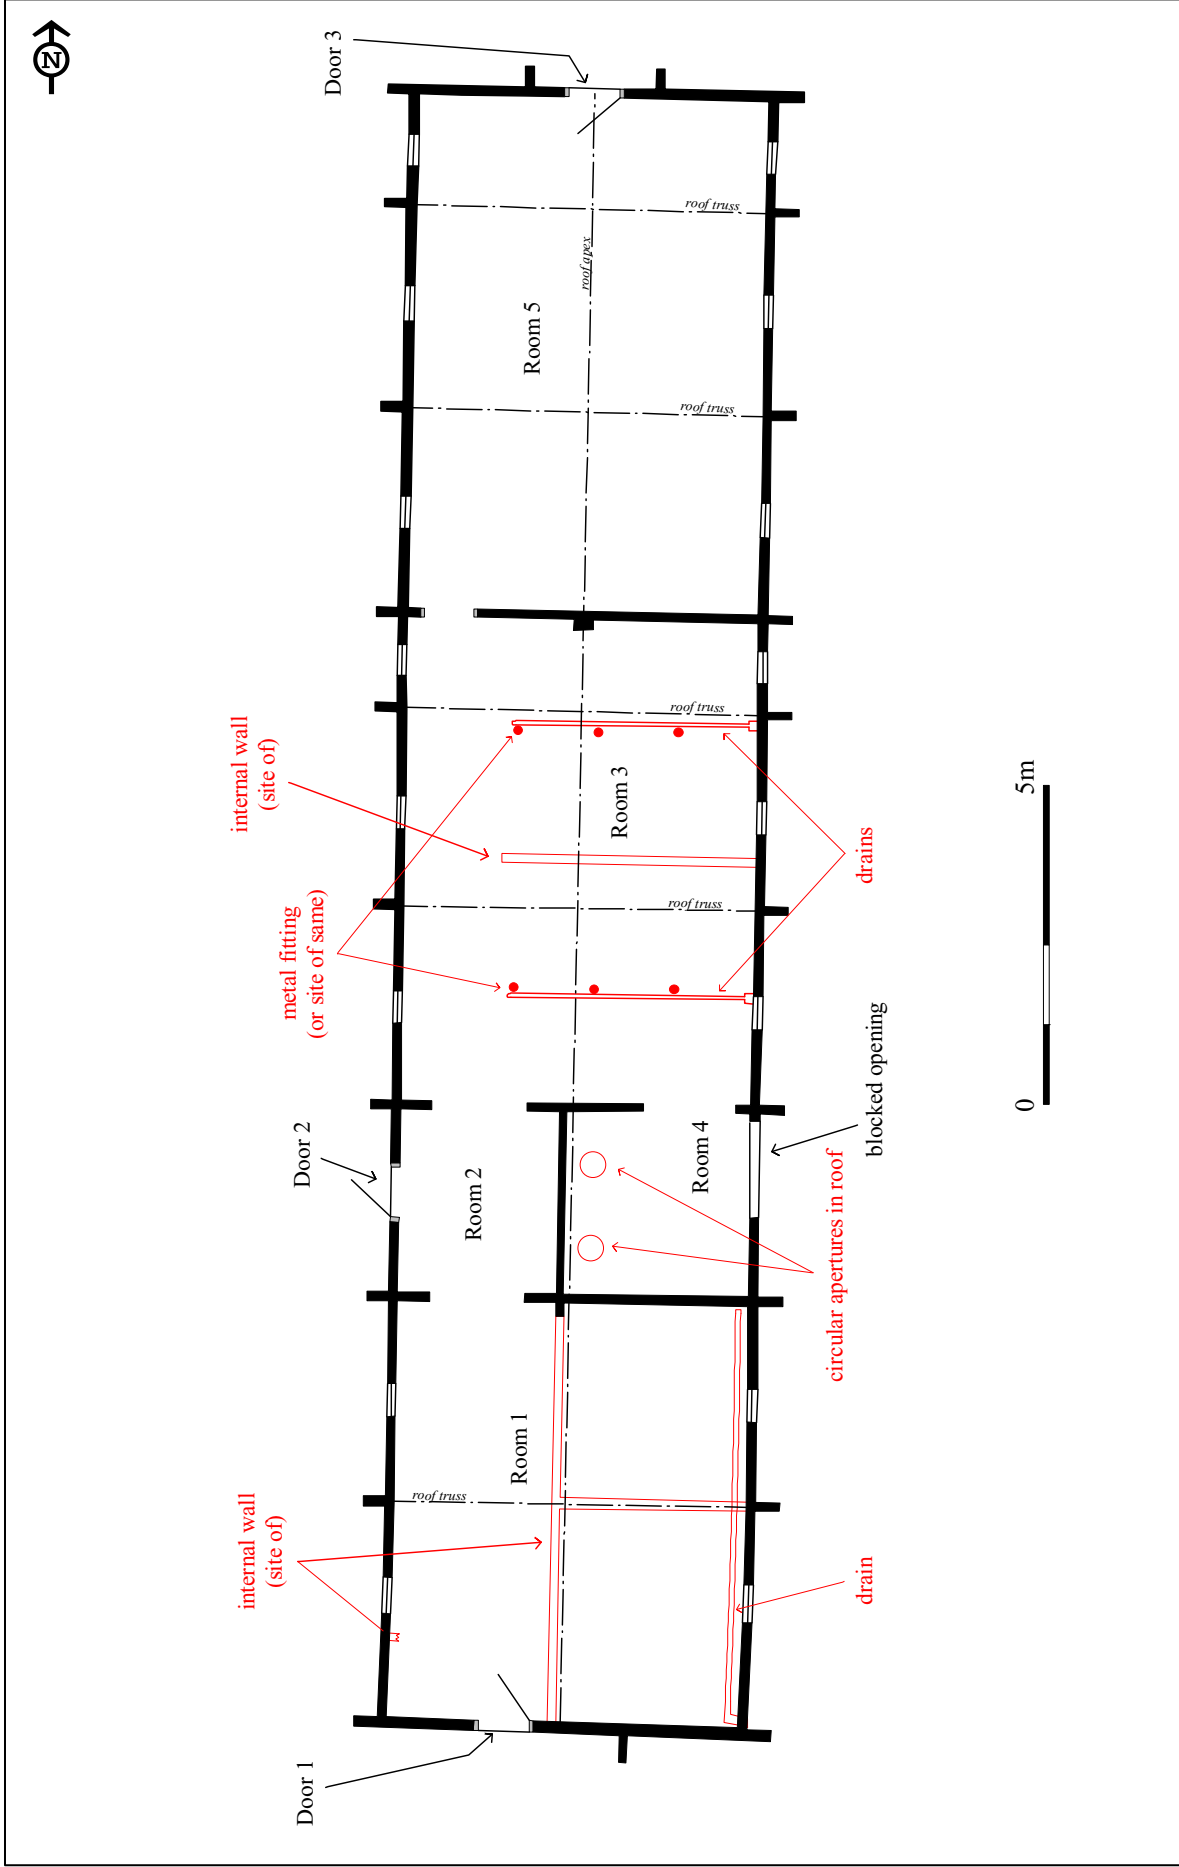 N
Door 3
roof truss
roof apex
Room 5
roof truss
roof truss
internal wall
(site of)
Room 3
drains
metal fitting
(or site of same)
roof truss
5m
0
blocked opening
Door 2
Room 2
Room 4
circular apertures in roof
Room 1
roof truss
internal wall
(site of)
drain
Door 1